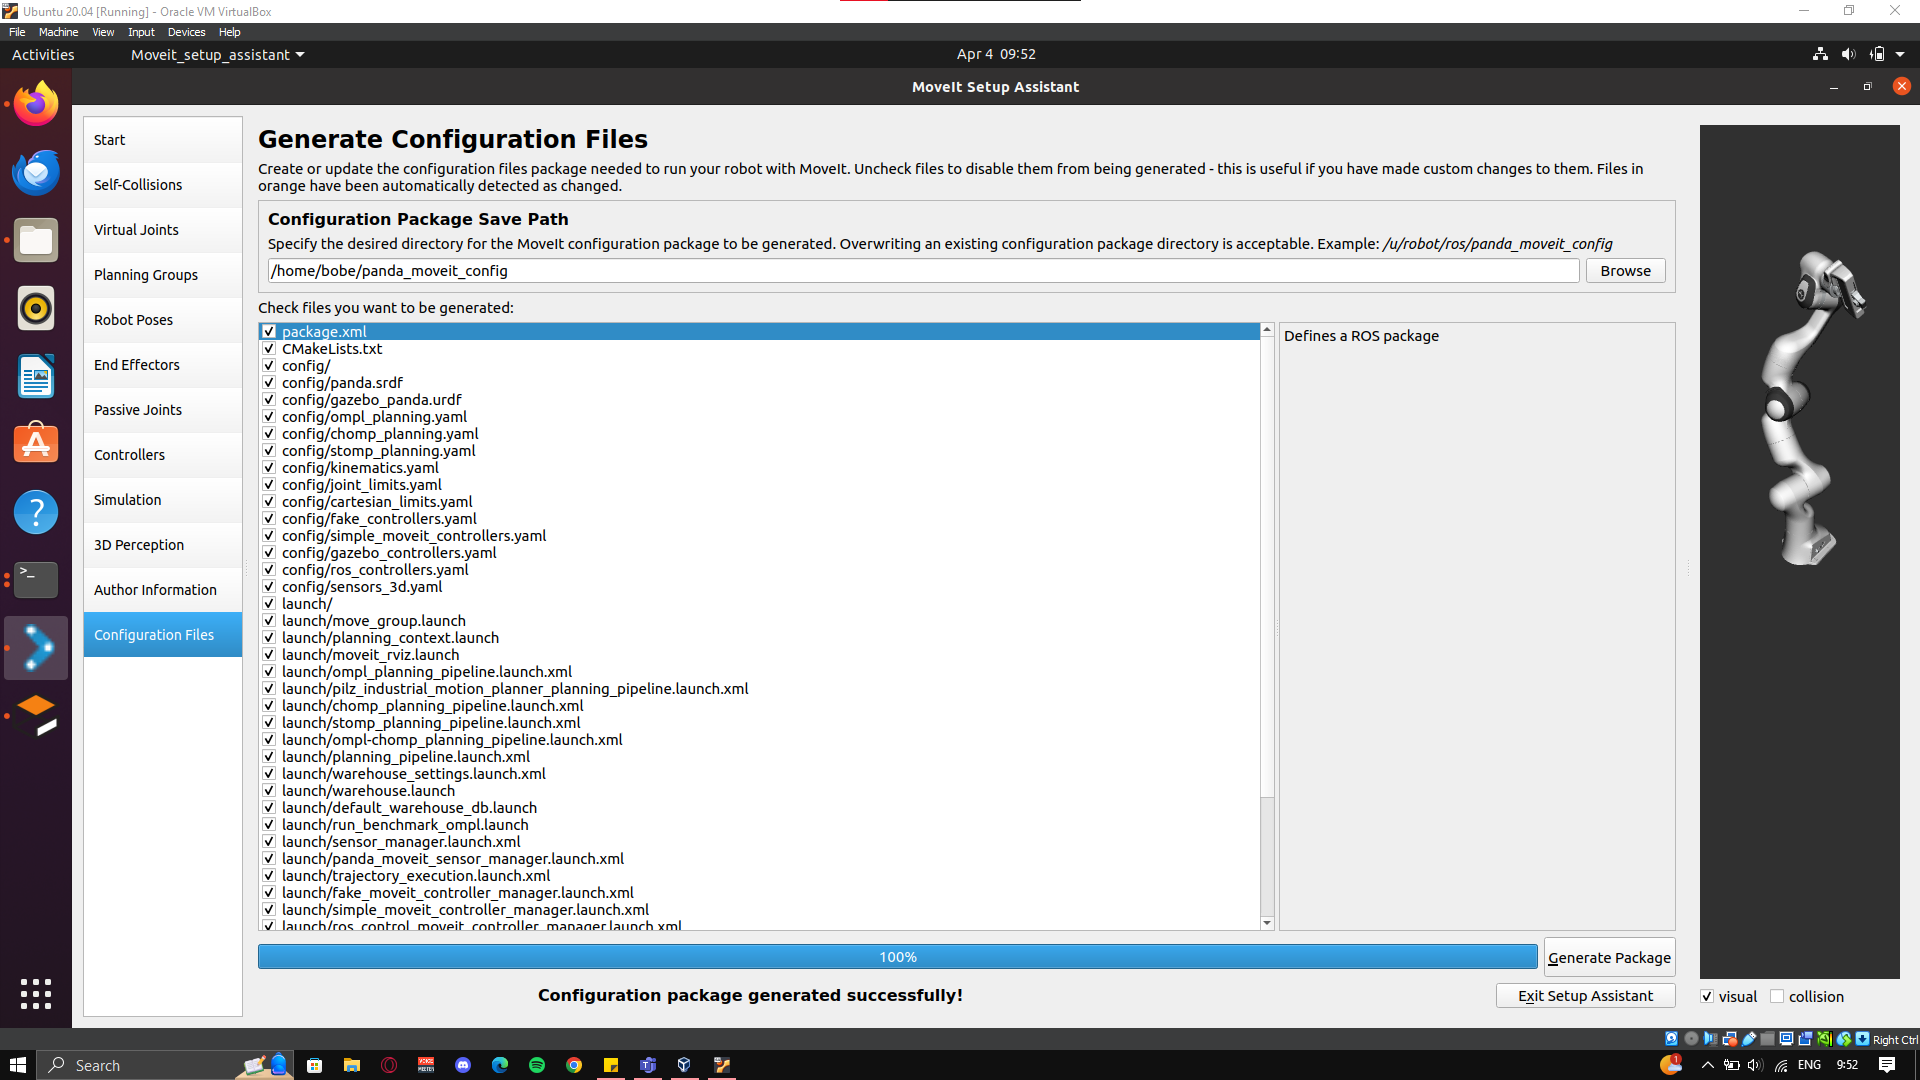 Ubuntu 20.04 [Running] - Oracle VM VirtualBox
File Machine View Input Devices Help
Activities Moveit_setup_assistant Apr 4 09:52
MoveIt Setup Assistant
Start
Self-Collisions
Virtual Joints
Planning Groups
Robot Poses
End Effectors
Passive Joints
Controllers
Simulation
3D Perception
Author Information
Configuration Files
Generate Configuration Files
Create or update the configuration files package needed to run your robot with MoveIt. Uncheck files to disable them from being generated - this is useful if you have made custom changes to them. Files in
orange have been automatically detected as changed.
Configuration Package Save Path
Specify the desired directory for the MoveIt configuration package to be generated. Overwriting an existing configuration package directory is acceptable. Example: /u/robot/ros/panda_moveit_config
/home/bobe/panda_moveit_config Browse
Check files you want to be generated:
package.xml
CMakeLists.txt
config/
config/panda.srdf
config/gazebo_panda.urdf
config/ompl_planning.yaml
config/chomp_planning.yaml
config/stomp_planning.yaml
config/kinematics.yaml
config/joint_limits.yaml
config/cartesian_limits.yaml
config/fake_controllers.yaml
config/simple_moveit_controllers.yaml
config/gazebo_controllers.yaml
config/ros_controllers.yaml
config/sensors_3d.yaml
launch/
launch/move_group.launch
launch/planning_context.launch
launch/moveit_rviz.launch
launch/ompl_planning_pipeline.launch.xml
launch/pilz_industrial_motion_planner_planning_pipeline.launch.xml
launch/chomp_planning_pipeline.launch.xml
launch/stomp_planning_pipeline.launch.xml
launch/ompl-chomp_planning_pipeline.launch.xml
launch/planning_pipeline.launch.xml
launch/warehouse_settings.launch.xml
launch/warehouse.launch
launch/default_warehouse_db.launch
launch/run_benchmark_ompl.launch
launch/sensor_manager.launch.xml
launch/panda_moveit_sensor_manager.launch.xml
launch/trajectory_execution.launch.xml
launch/fake_moveit_controller_manager.launch.xml
launch/simple_moveit_controller_manager.launch.xml
launch/ros_control_moveit_controller_manager.launch.xml
Defines a ROS package
100%
Generate Package
Configuration package generated successfully!
Exit Setup Assistant
visual collision
Right Ctrl
Search
ENG 9:52